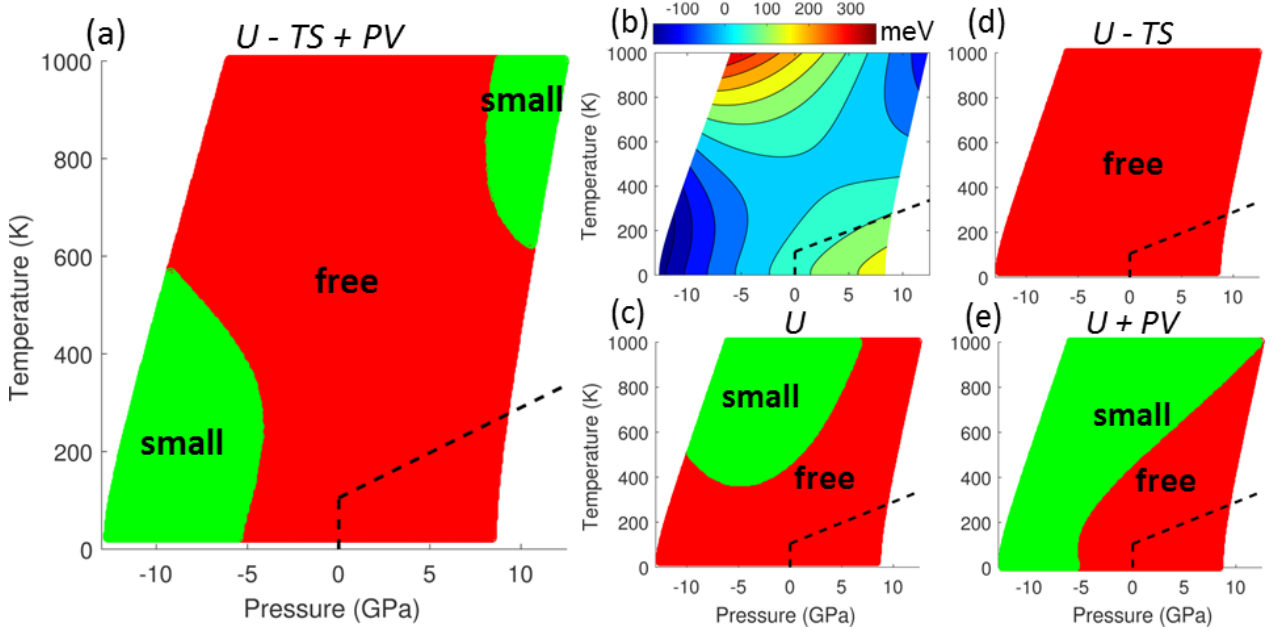 (a)
U - TS + PV
Temperature (K)
1000
800
600
400
200
0
small
free
small
-10
-5
0
5
10
Pressure (GPa)
(b)
-100
0
100
200
300
meV
Temperature (K)
1000
800
600
400
200
0
-10
-5
0
5
10
(d)
U - TS
1000
800
600
400
200
0
free
-10
-5
0
5
10
(c)
U
Temperature (K)
1000
800
600
400
200
0
small
free
-10
-5
0
5
10
Pressure (GPa)
(e)
U + PV
1000
800
600
400
200
0
small
free
-10
-5
0
5
10
Pressure (GPa)